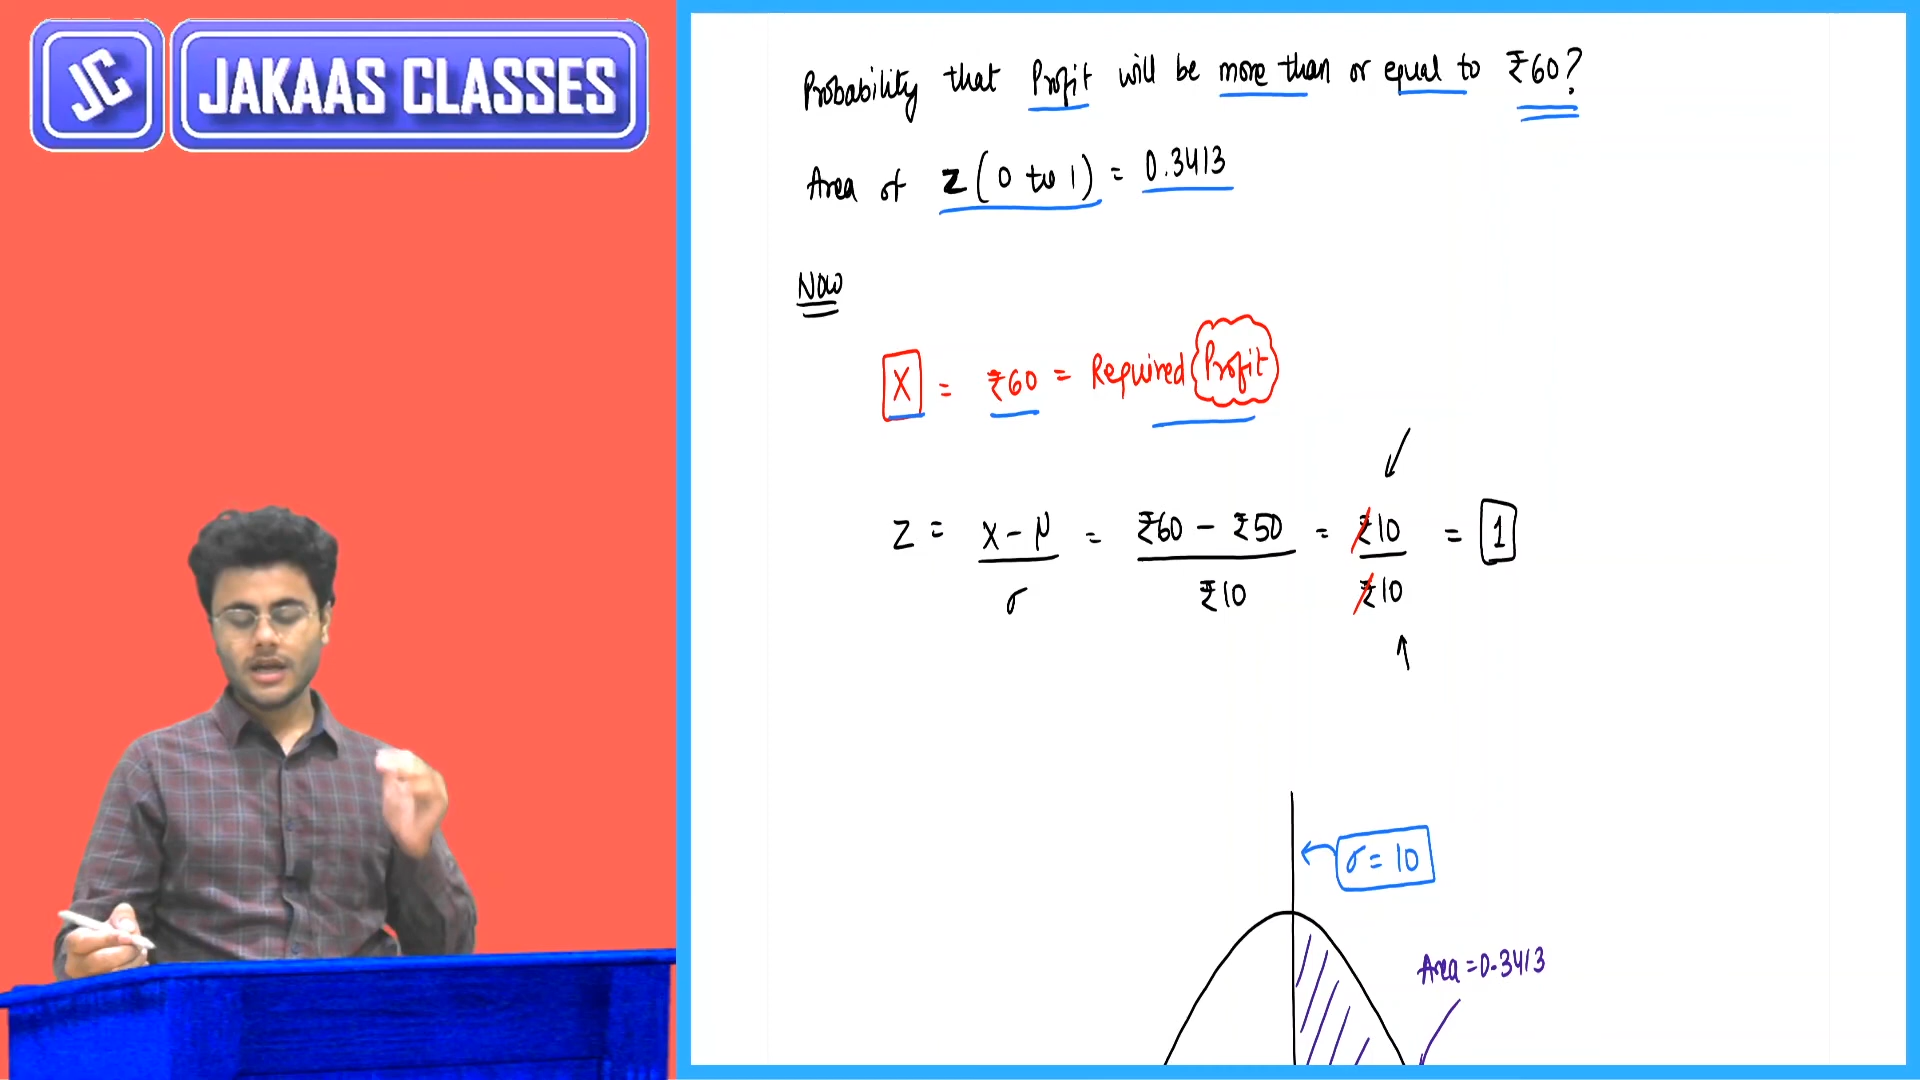 JC JAKAAS CLASSES
Probability that Profit will be more than or equal to ₹60?
Area of Z (0 to 1) = 0.3413
Now
X = ₹60 = Required Profit
Z = X - μ / σ = ₹60 - ₹50 / ₹10 = ₹10 / ₹10 = 1
σ = 10
Area = 0.3413